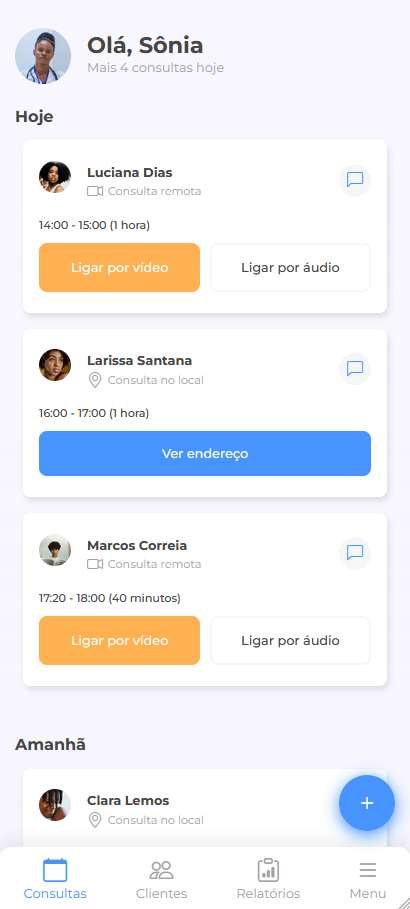 Olá, Sônia
Mais 4 consultas hoje
Hoje
Luciana Dias
Consulta remota
14:00 - 15:00 (1 hora)
Ligar por vídeo
Ligar por áudio
Larissa Santana
Consulta no local
16:00 - 17:00 (1 hora)
Ver endereço
Marcos Correia
Consulta remota
17:20 - 18:00 (40 minutos)
Ligar por vídeo
Ligar por áudio
Amanhã
Clara Lemos
Consulta no local
+
Consultas
Clientes
Relatórios
Menu